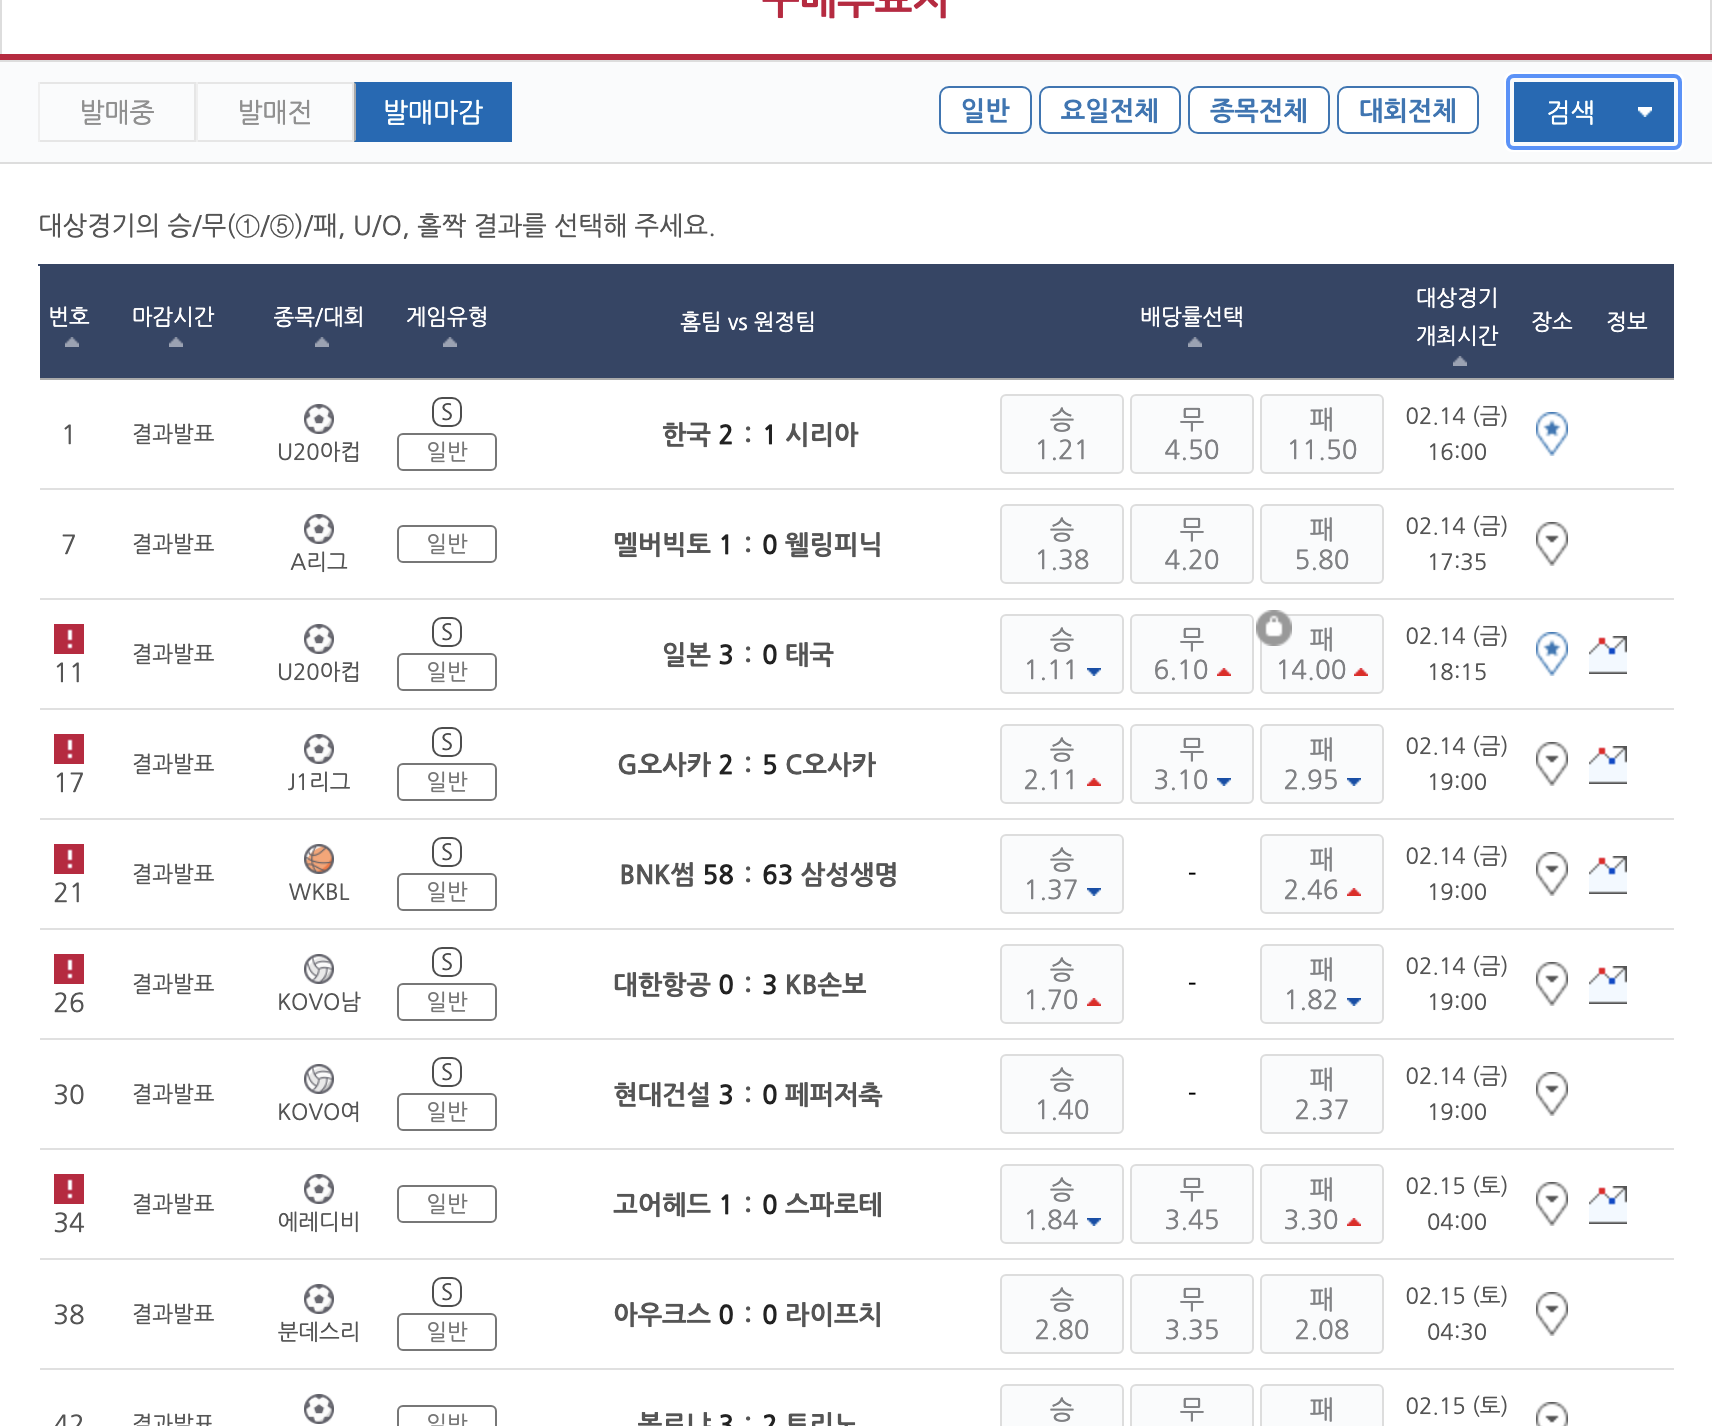 구매투표지
발매중 발매전 발매마감 일반 요일전체 종목전체 대회전체 검색
대상경기의 승/무(①/⑤)/패, U/O, 홀짝 결과를 선택해 주세요.
번호 마감시간 종목/대회 게임유형 홈팀 vs 원정팀 배당률선택 대상경기 개최시간 장소 정보
1 결과발표 U20아컵 S 일반 한국 2 : 1 시리아 승 1.21 무 4.50 패 11.50 02.14 (금) 16:00
7 결과발표 A리그 일반 멜버빅토 1 : 0 웰링피닉 승 1.38 무 4.20 패 5.80 02.14 (금) 17:35
! 11 결과발표 U20아컵 S 일반 일본 3 : 0 태국 승 1.11 무 6.10 패 14.00 02.14 (금) 18:15
! 17 결과발표 J1리그 S 일반 G오사카 2 : 5 C오사카 승 2.11 무 3.10 패 2.95 02.14 (금) 19:00
! 21 결과발표 WKBL S 일반 BNK썸 58 : 63 삼성생명 승 1.37 - 패 2.46 02.14 (금) 19:00
! 26 결과발표 KOVO남 S 일반 대한항공 0 : 3 KB손보 승 1.70 - 패 1.82 02.14 (금) 19:00
30 결과발표 KOVO여 S 일반 현대건설 3 : 0 페퍼저축 승 1.40 - 패 2.37 02.14 (금) 19:00
! 34 결과발표 에레디비 일반 고어헤드 1 : 0 스파로테 승 1.84 무 3.45 패 3.30 02.15 (토) 04:00
38 결과발표 분데스리 S 일반 아우크스 0 : 0 라이프치 승 2.80 무 3.35 패 2.08 02.15 (토) 04:30
42 결과발표 일반 볼로냐 3 : 2 토리노 승 무 패 02.15 (토)